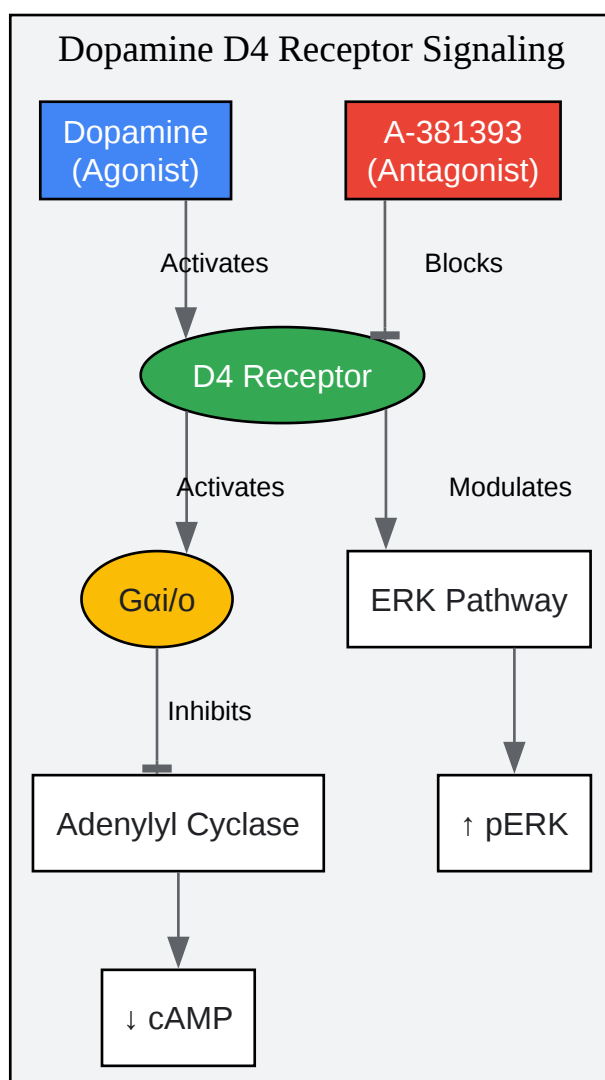 Dopamine D4 Receptor Signaling
Dopamine
(Agonist)
A-381393
(Antagonist)
Activates
Blocks
D4 Receptor
Activates
Modulates
Gαi/o
ERK Pathway
Inhibits
Adenylyl Cyclase
↑ pERK
↓ cAMP